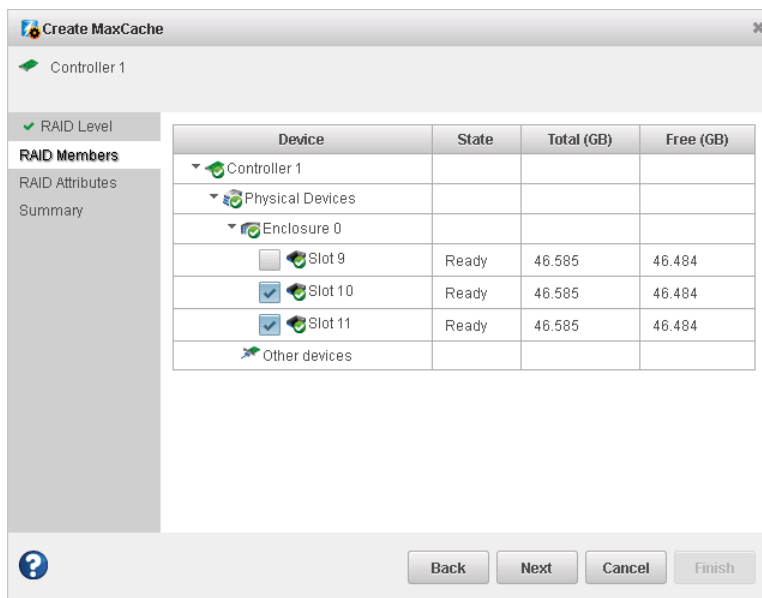 Create MaxCache
Controller 1
RAID Level
RAID Members
RAID Attributes
Summary
Device State Total (GB) Free (GB)
Controller 1
Physical Devices
Enclosure 0
Slot 9 Ready 46.585 46.484
Slot 10 Ready 46.585 46.484
Slot 11 Ready 46.585 46.484
Other devices
Back Next Cancel Finish